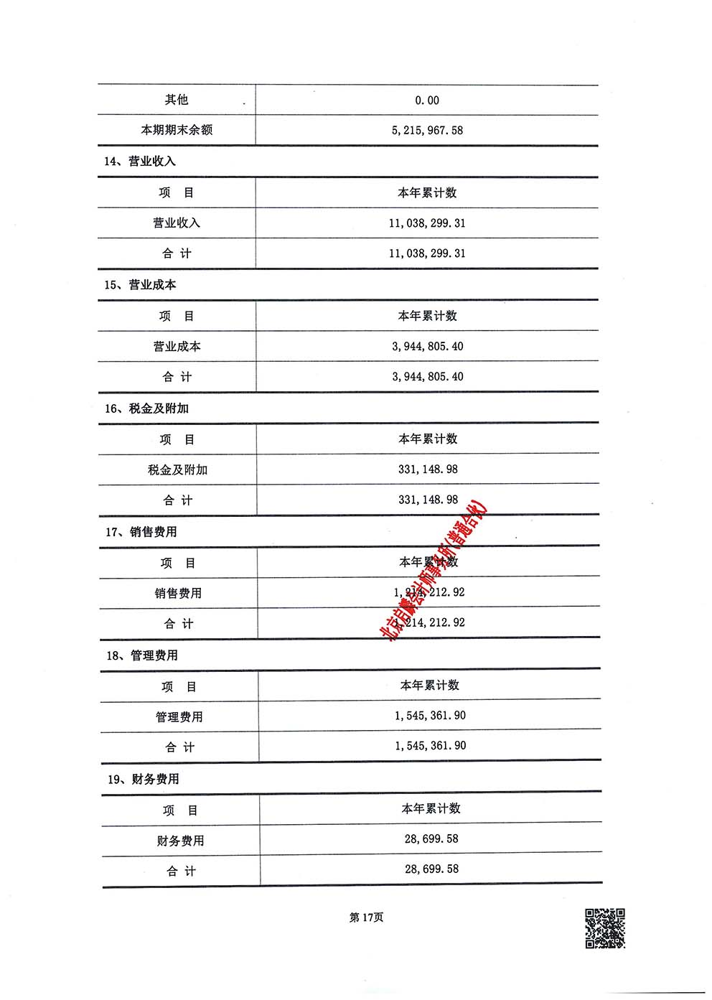 其他 0.00
本期期末余额 5,215,967.58
14、营业收入
项 目 本年累计数
营业收入 11,038,299.31
合 计 11,038,299.31
15、营业成本
项 目 本年累计数
营业成本 3,944,805.40
合 计 3,944,805.40
16、税金及附加
项 目 本年累计数
税金及附加 331,148.98
合 计 331,148.98
17、销售费用
项 目 本年累计数
销售费用 1,214,212.92
合 计 1,214,212.92
北京启麟会计师事务所(普通合伙)
18、管理费用
项 目 本年累计数
管理费用 1,545,361.90
合 计 1,545,361.90
19、财务费用
项 目 本年累计数
财务费用 28,699.58
合 计 28,699.58
第 17页